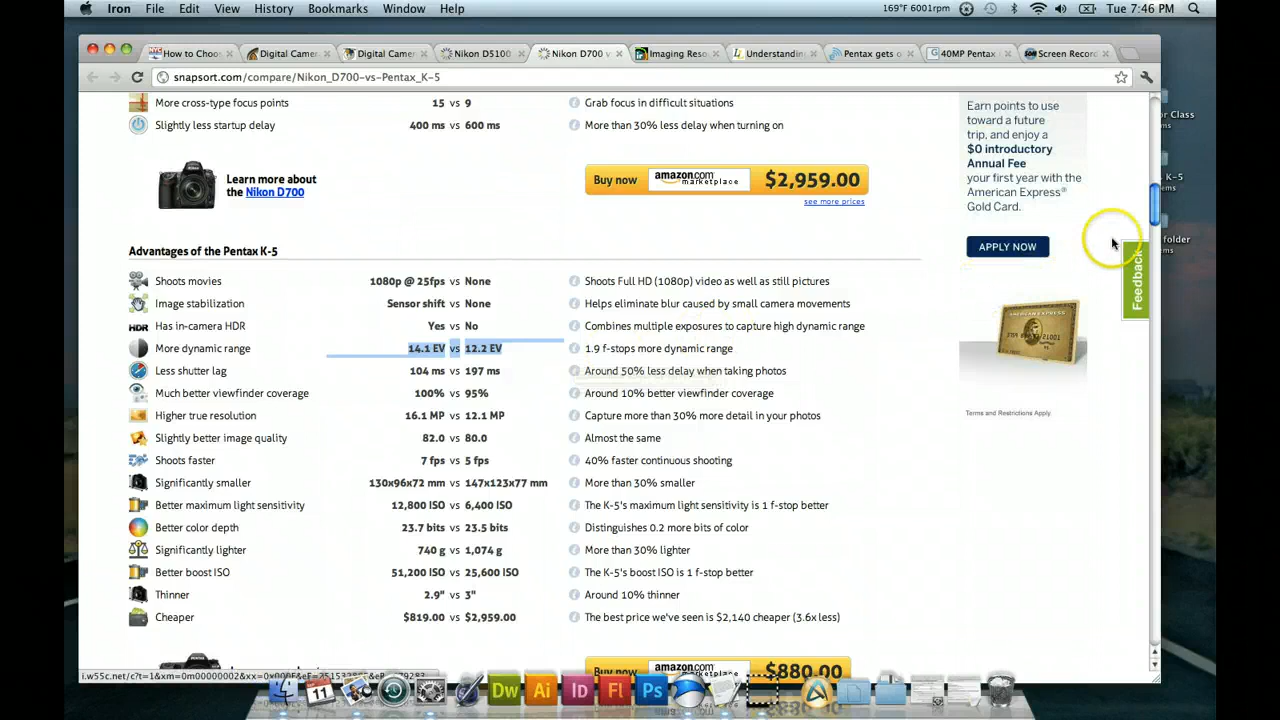 Iron File Edit View History Bookmarks Window Help 169°F 6001rpm Tue 7:46 PM
How to Choos Digital Camer Digital Camer Nikon D5100 Nikon D700 v Imaging Reso Understandin Pentax gets o 40MP Pentax Screen Record
snapsort.com/compare/Nikon_D700-vs-Pentax_K-5
More cross-type focus points 15 vs 9 Grab focus in difficult situations
Slightly less startup delay 400 ms vs 600 ms More than 30% less delay when turning on
Learn more about
the Nikon D700
Buy now amazon.com marketplace $2,959.00
see more prices
Advantages of the Pentax K-5
Shoots movies 1080p @ 25fps vs None Shoots Full HD (1080p) video as well as still pictures
Image stabilization Sensor shift vs None Helps eliminate blur caused by small camera movements
HDR Has in-camera HDR Yes vs No Combines multiple exposures to capture high dynamic range
More dynamic range 14.1 EV vs 12.2 EV 1.9 f-stops more dynamic range
Less shutter lag 104 ms vs 197 ms Around 50% less delay when taking photos
Much better viewfinder coverage 100% vs 95% Around 10% better viewfinder coverage
Higher true resolution 16.1 MP vs 12.1 MP Capture more than 30% more detail in your photos
Slightly better image quality 82.0 vs 80.0 Almost the same
Shoots faster 7 fps vs 5 fps 40% faster continuous shooting
Significantly smaller 130x96x72 mm vs 147x123x77 mm More than 30% smaller
Better maximum light sensitivity 12,800 ISO vs 6,400 ISO The K-5's maximum light sensitivity is 1 f-stop better
Better color depth 23.7 bits vs 23.5 bits Distinguishes 0.2 more bits of color
Significantly lighter 740 g vs 1,074 g More than 30% lighter
Better boost ISO 51,200 ISO vs 25,600 ISO The K-5's boost ISO is 1 f-stop better
Thinner 2.9" vs 3" Around 10% thinner
Cheaper $819.00 vs $2,959.00 The best price we've seen is $2,140 cheaper (3.6x less)
Buy now amazon.com marketplace $880.00
Earn points to use
toward a future
trip, and enjoy a
$0 introductory
Annual Fee
your first year with the
American Express®
Gold Card.
APPLY NOW
Terms and Restrictions Apply.
Feedback
or Class
ems
K-5
ems
folder
ems
11 Dw Ai Id Fl Ps